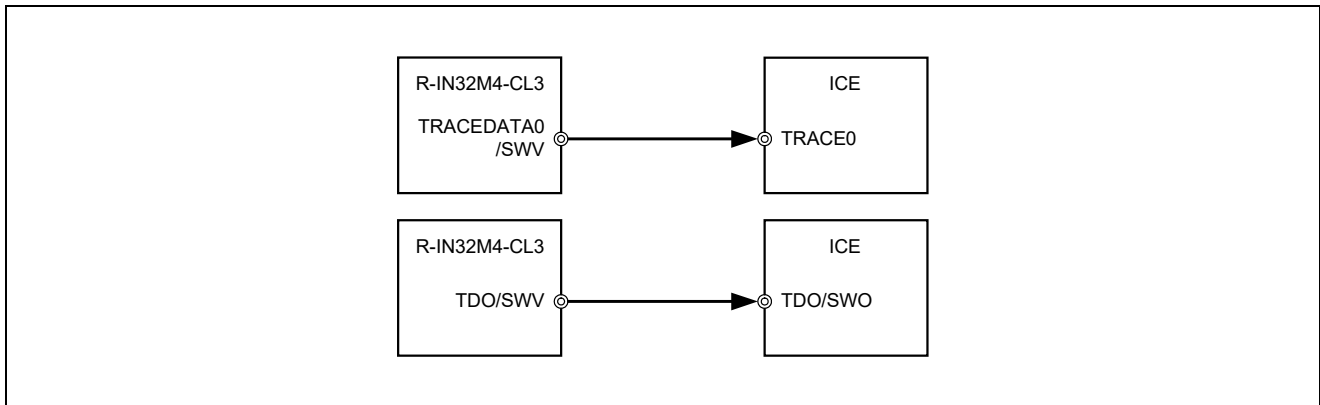 R-IN32M4-CL3
TRACEDATA0
/SWV
ICE
TRACE0
R-IN32M4-CL3
TDO/SWV
ICE
TDO/SWO